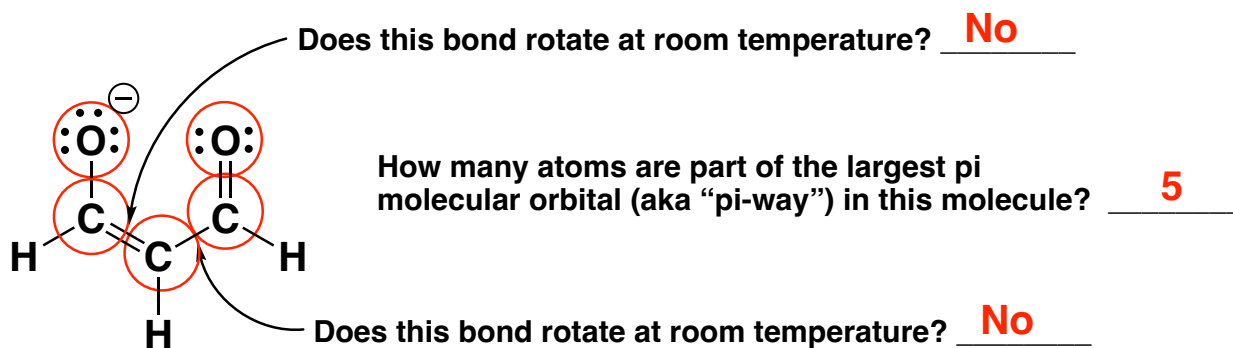 Does this bond rotate at room temperature? No
O
O
How many atoms are part of the largest pi
molecular orbital (aka “pi-way”) in this molecule? 5
C
C
H
C
H
H
Does this bond rotate at room temperature? No